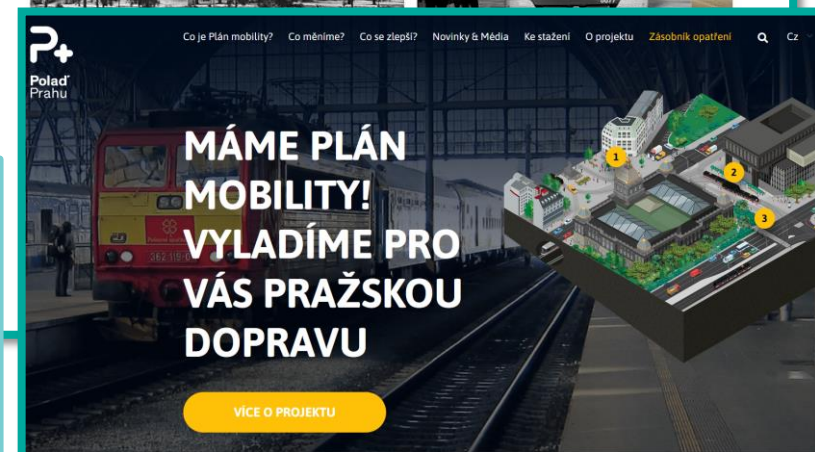 P+
Polaď
Prahu
Co je Plán mobility? Co měníme? Co se zlepší? Novinky & Média Ke stažení O projektu Zásobník opatření Cz
MÁME PLÁN
MOBILITY!
VYLADÍME PRO
VÁS PRAŽSKOU
DOPRAVU
VÍCE O PROJEKTU
1
2
3